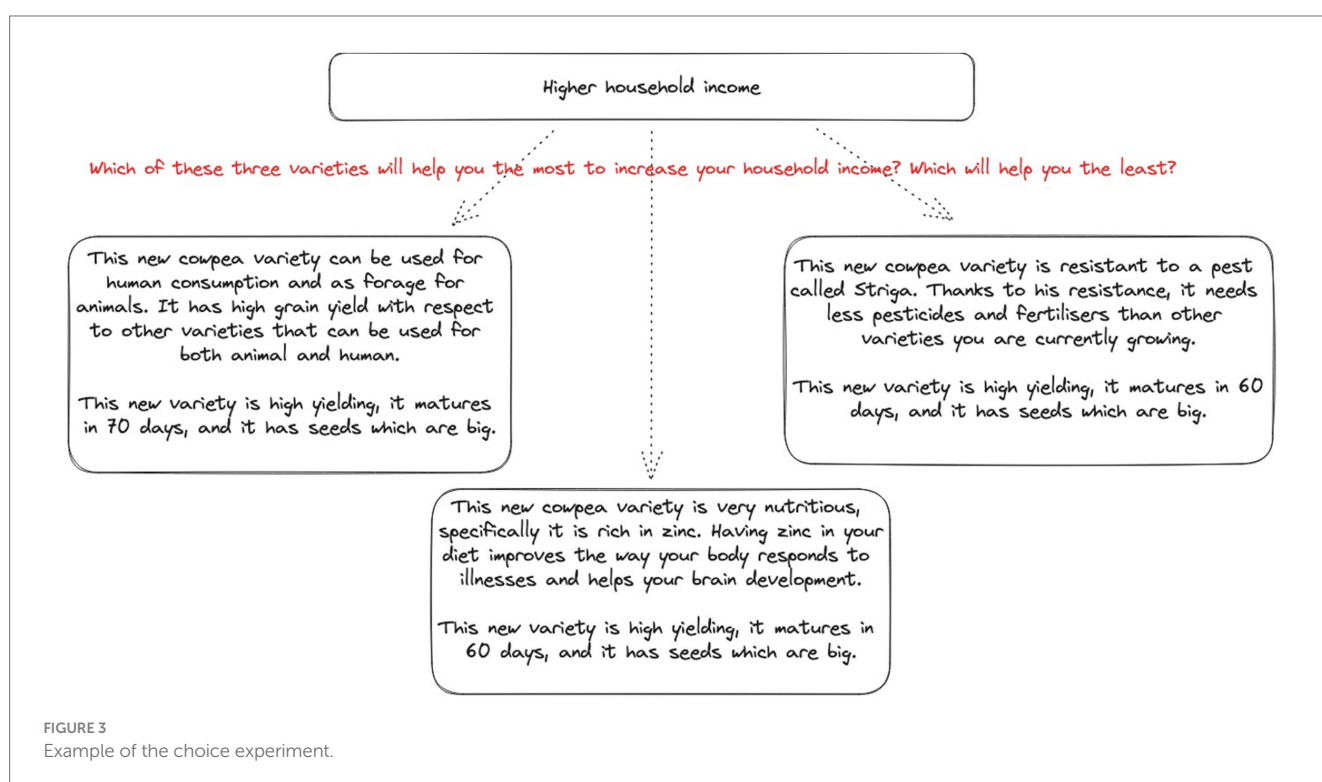 Higher household income
Which of these three varieties will help you the most to increase your household income? Which will help you the least?
This new cowpea variety can be used for
human consumption and as forage for
animals. It has high grain yield with respect
to other varieties that can be used for
both animal and human.
This new variety is high yielding, it matures
in 70 days, and it has seeds which are big.
This new cowpea variety is resistant to a pest
called Striga. Thanks to his resistance, it needs
less pesticides and fertilisers than other
varieties you are currently growing.
This new variety is high yielding, it matures in 60
days, and it has seeds which are big.
This new cowpea variety is very nutritious,
specifically it is rich in zinc. Having zinc in your
diet improves the way your body responds to
illnesses and helps your brain development.
This new variety is high yielding, it matures in
60 days, and it has seeds which are big.
FIGURE 3
Example of the choice experiment.